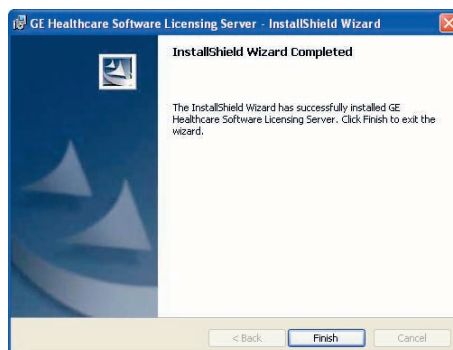 GE Healthcare Software Licensing Server - InstallShield Wizard
InstallShield Wizard Completed
The InstallShield Wizard has successfully installed GE
Healthcare Software Licensing Server. Click Finish to exit the
wizard.
< Back
Finish
Cancel